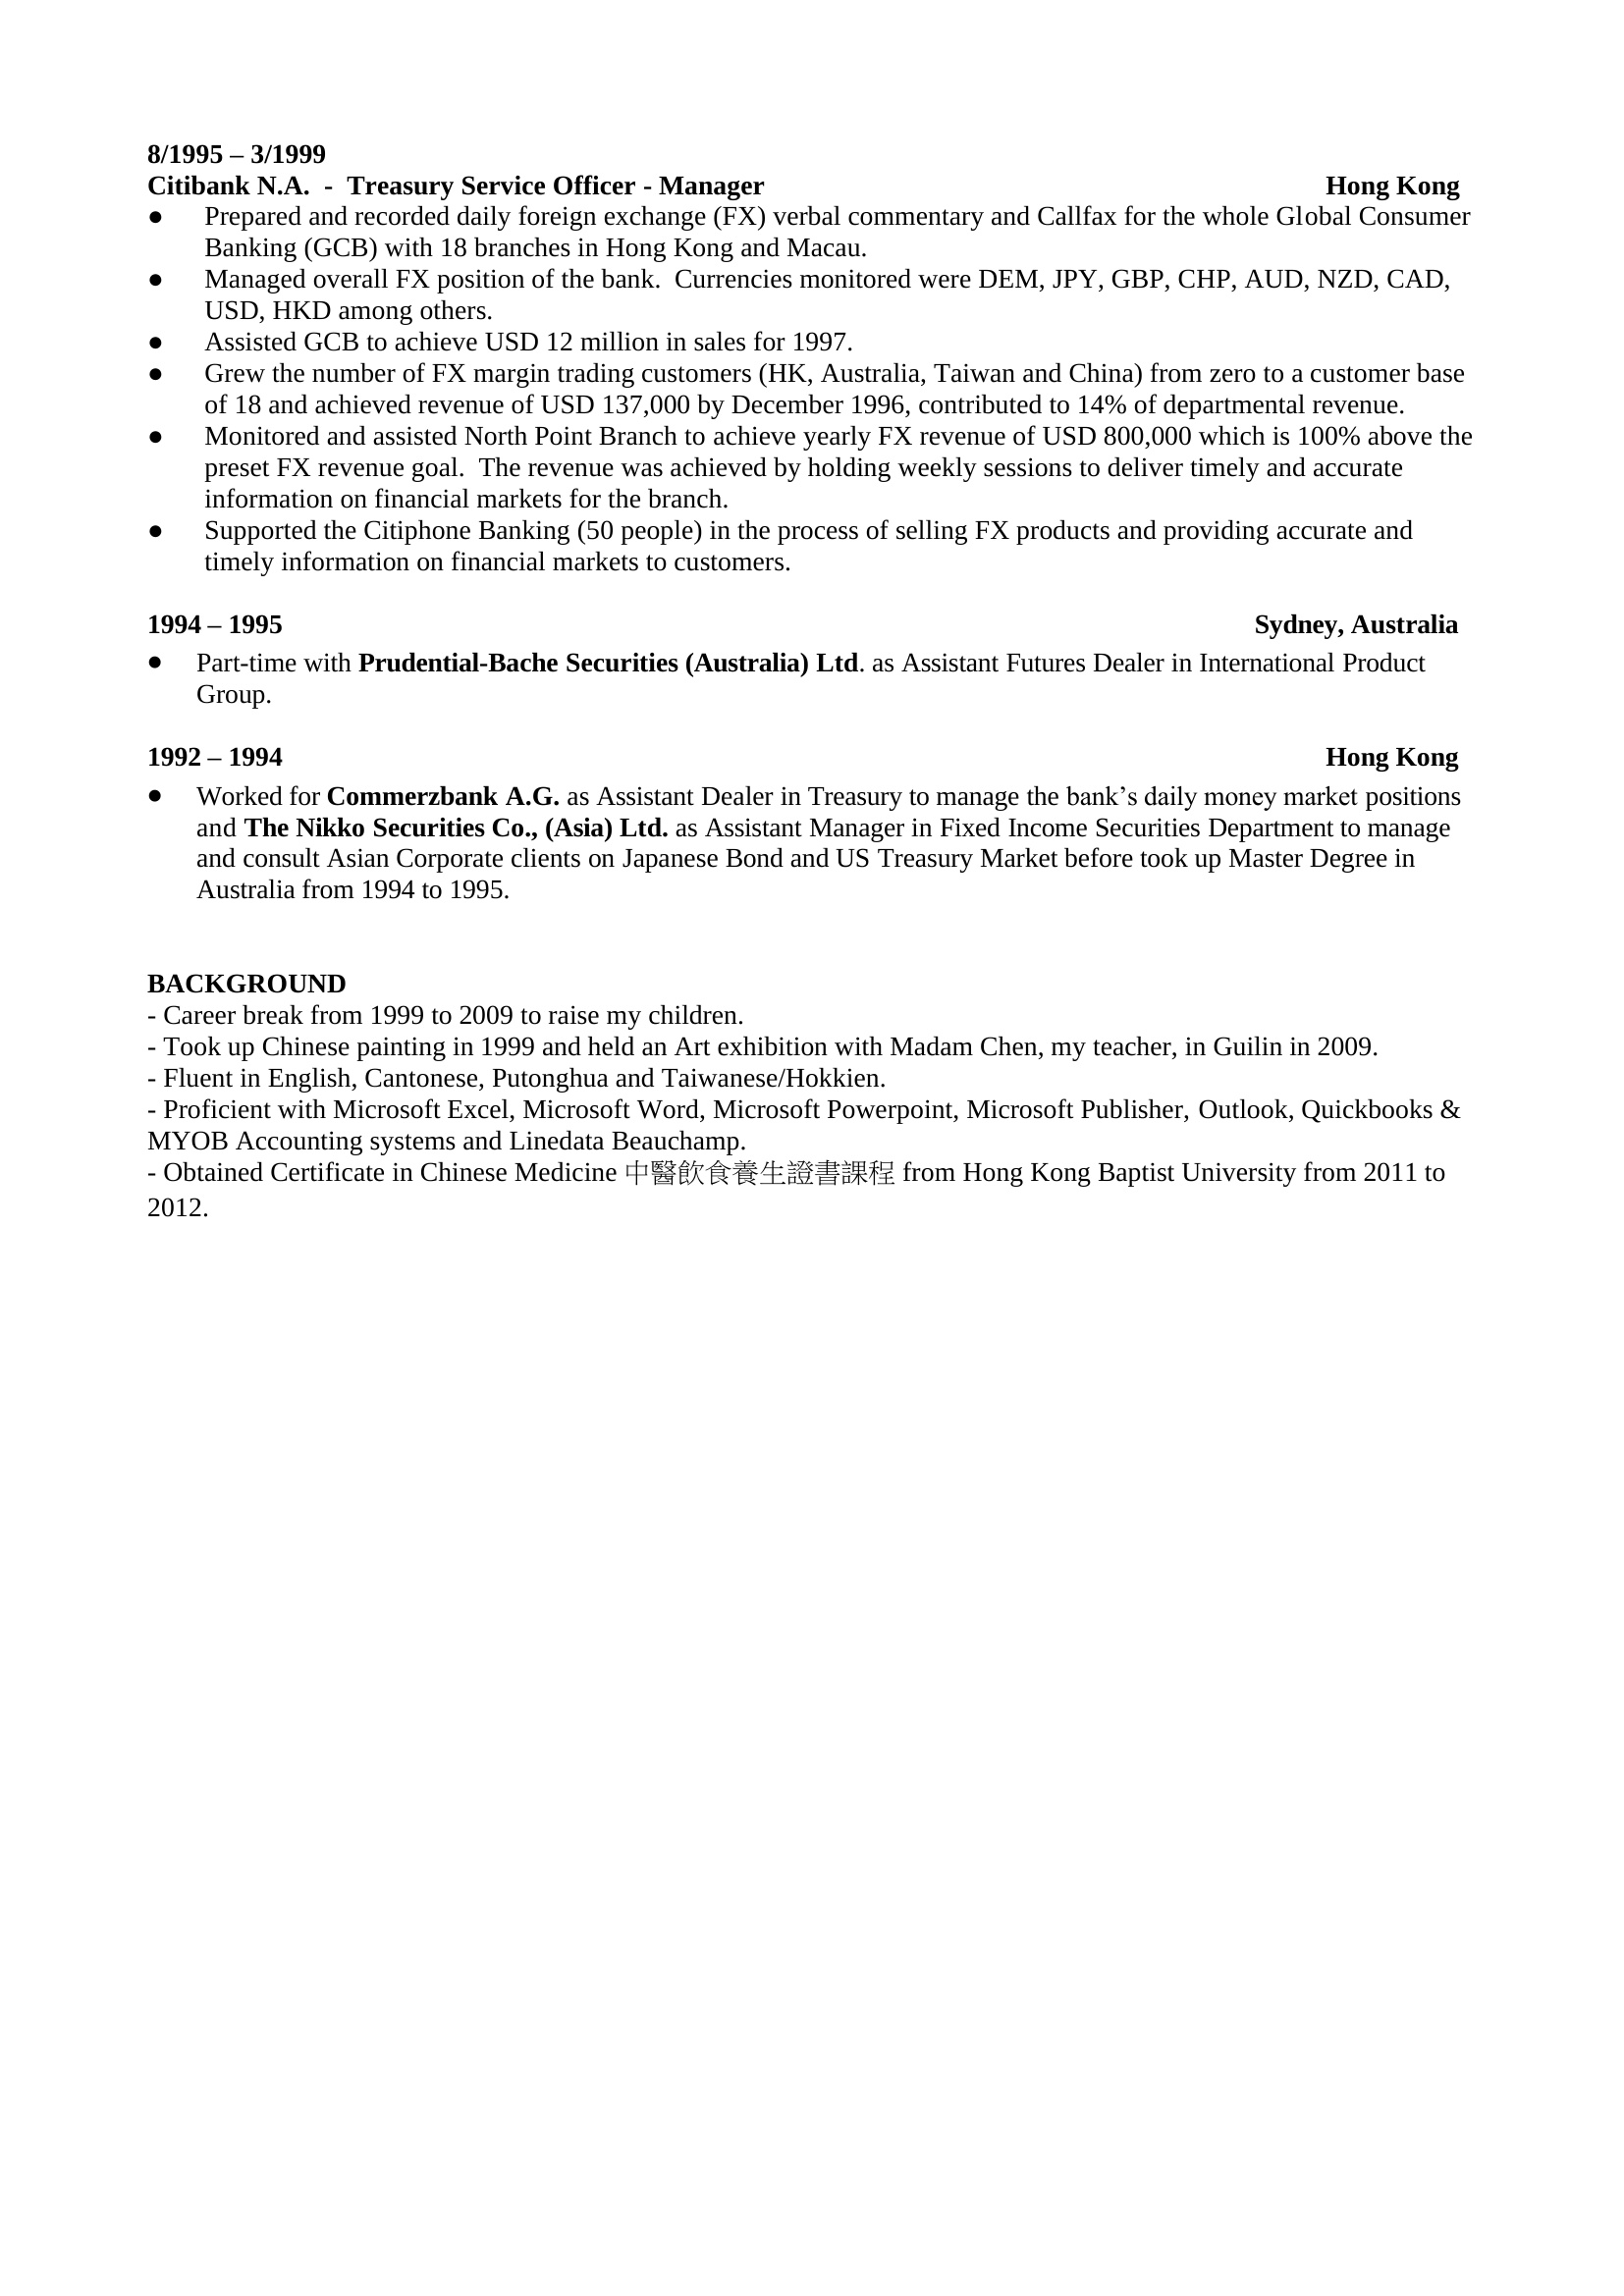 8/1995 – 3/1999
Citibank N.A.  -  Treasury Service Officer - Manager Hong Kong
● Prepared and recorded daily foreign exchange (FX) verbal commentary and Callfax for the whole Global Consumer
Banking (GCB) with 18 branches in Hong Kong and Macau.
● Managed overall FX position of the bank.  Currencies monitored were DEM, JPY, GBP, CHP, AUD, NZD, CAD,
USD, HKD among others.
● Assisted GCB to achieve USD 12 million in sales for 1997.
● Grew the number of FX margin trading customers (HK, Australia, Taiwan and China) from zero to a customer base
of 18 and achieved revenue of USD 137,000 by December 1996, contributed to 14% of departmental revenue.
● Monitored and assisted North Point Branch to achieve yearly FX revenue of USD 800,000 which is 100% above the
preset FX revenue goal.  The revenue was achieved by holding weekly sessions to deliver timely and accurate
information on financial markets for the branch.
● Supported the Citiphone Banking (50 people) in the process of selling FX products and providing accurate and
timely information on financial markets to customers.
1994 – 1995 Sydney, Australia
● Part-time with Prudential-Bache Securities (Australia) Ltd. as Assistant Futures Dealer in International Product
Group.
1992 – 1994 Hong Kong
● Worked for Commerzbank A.G. as Assistant Dealer in Treasury to manage the bank’s daily money market positions
and The Nikko Securities Co., (Asia) Ltd. as Assistant Manager in Fixed Income Securities Department to manage
and consult Asian Corporate clients on Japanese Bond and US Treasury Market before took up Master Degree in
Australia from 1994 to 1995.
BACKGROUND
- Career break from 1999 to 2009 to raise my children.
- Took up Chinese painting in 1999 and held an Art exhibition with Madam Chen, my teacher, in Guilin in 2009.
- Fluent in English, Cantonese, Putonghua and Taiwanese/Hokkien.
- Proficient with Microsoft Excel, Microsoft Word, Microsoft Powerpoint, Microsoft Publisher, Outlook, Quickbooks &
MYOB Accounting systems and Linedata Beauchamp.
- Obtained Certificate in Chinese Medicine 中醫飲食養生證書課程 from Hong Kong Baptist University from 2011 to
2012.